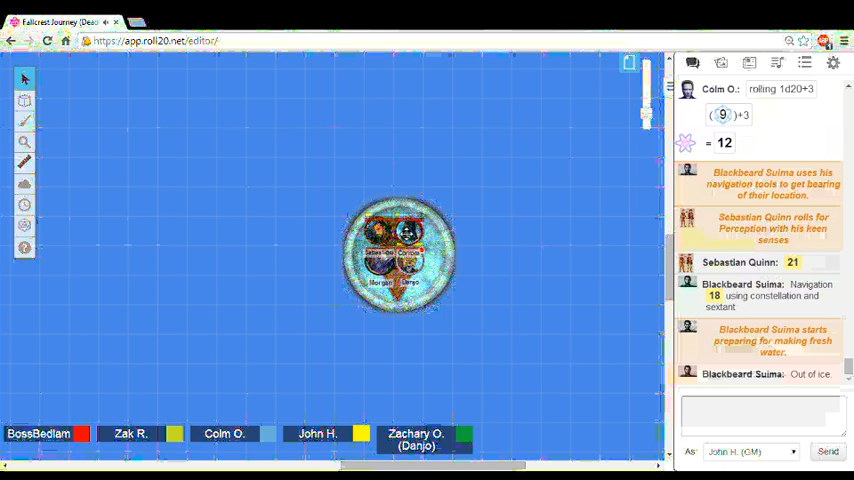 Fallcrest Journey (Dead
https://app.roll20.net/editor/
Colm O.: rolling 1d20+3
(9)+3
= 12
Blackbeard Suima uses his
navigation tools to get bearing
of their location.
Sebastian Quinn rolls for
Perception with his keen
senses
Sebastian Quinn: 21
Blackbeard Suima: Navigation
18 using constellation and
sextant
Blackbeard Suima starts
preparing for making fresh
water.
Blackbeard Suima: Out of ice.
Morgan Danjo
BossBedlam Zak R. Colm O. John H. Zachary O.
(Danjo)
As: John H. (GM) Send